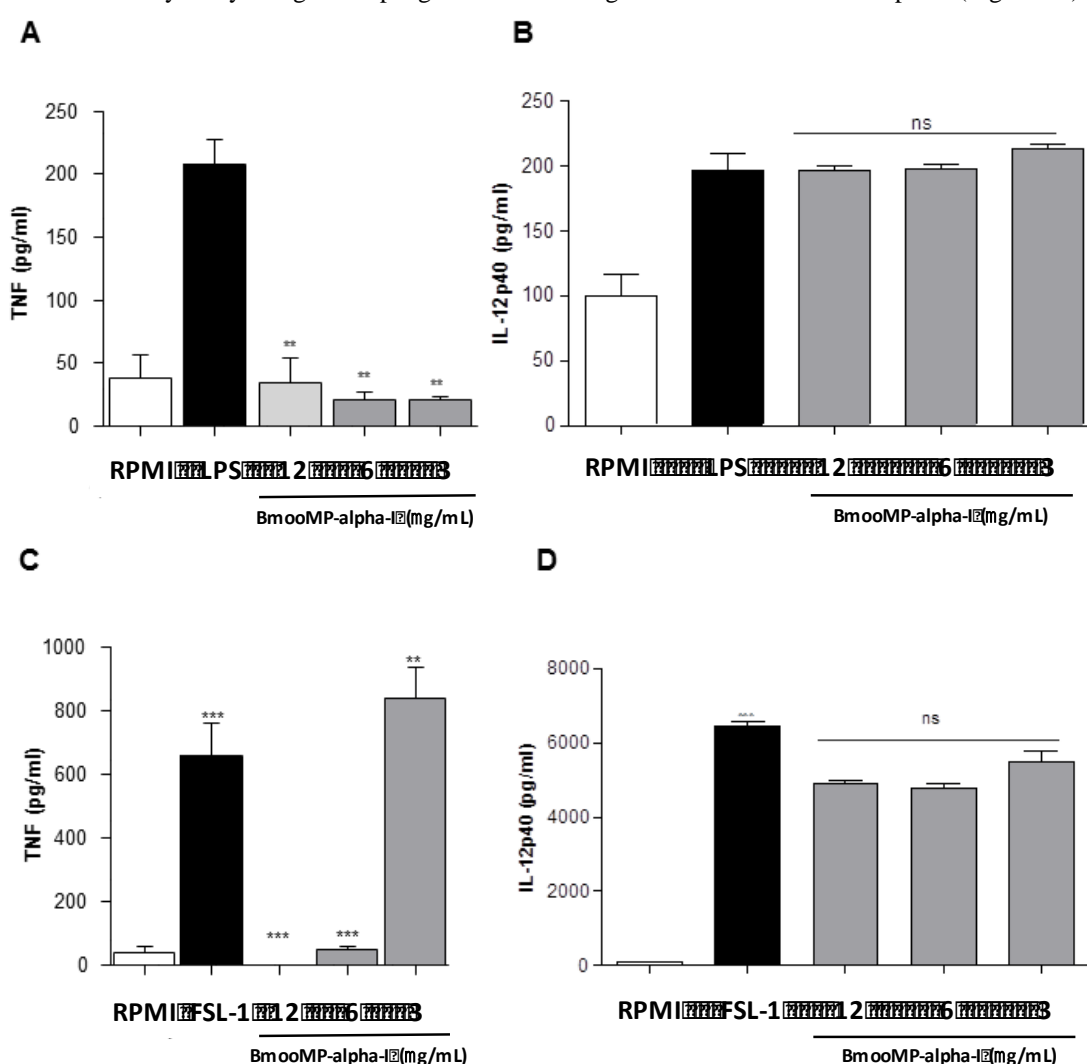 A
TNF (pg/ml)
250
200
150
100
50
0
**
**
**
RPMI LPS 12 6 3
BmooMP-alpha-I (mg/mL)
B
IL-12p40 (pg/ml)
250
200
150
100
50
0
ns
RPMI LPS 12 6 3
BmooMP-alpha-I (mg/mL)
C
TNF (pg/ml)
1000
800
600
400
200
0
***
***
***
**
RPMI FSL-1 12 6 3
BmooMP-alpha-I (mg/mL)
D
IL-12p40 (pg/ml)
8000
6000
4000
2000
0
ns
RPMI FSL-1 12 6 3
BmooMP-alpha-I (mg/mL)